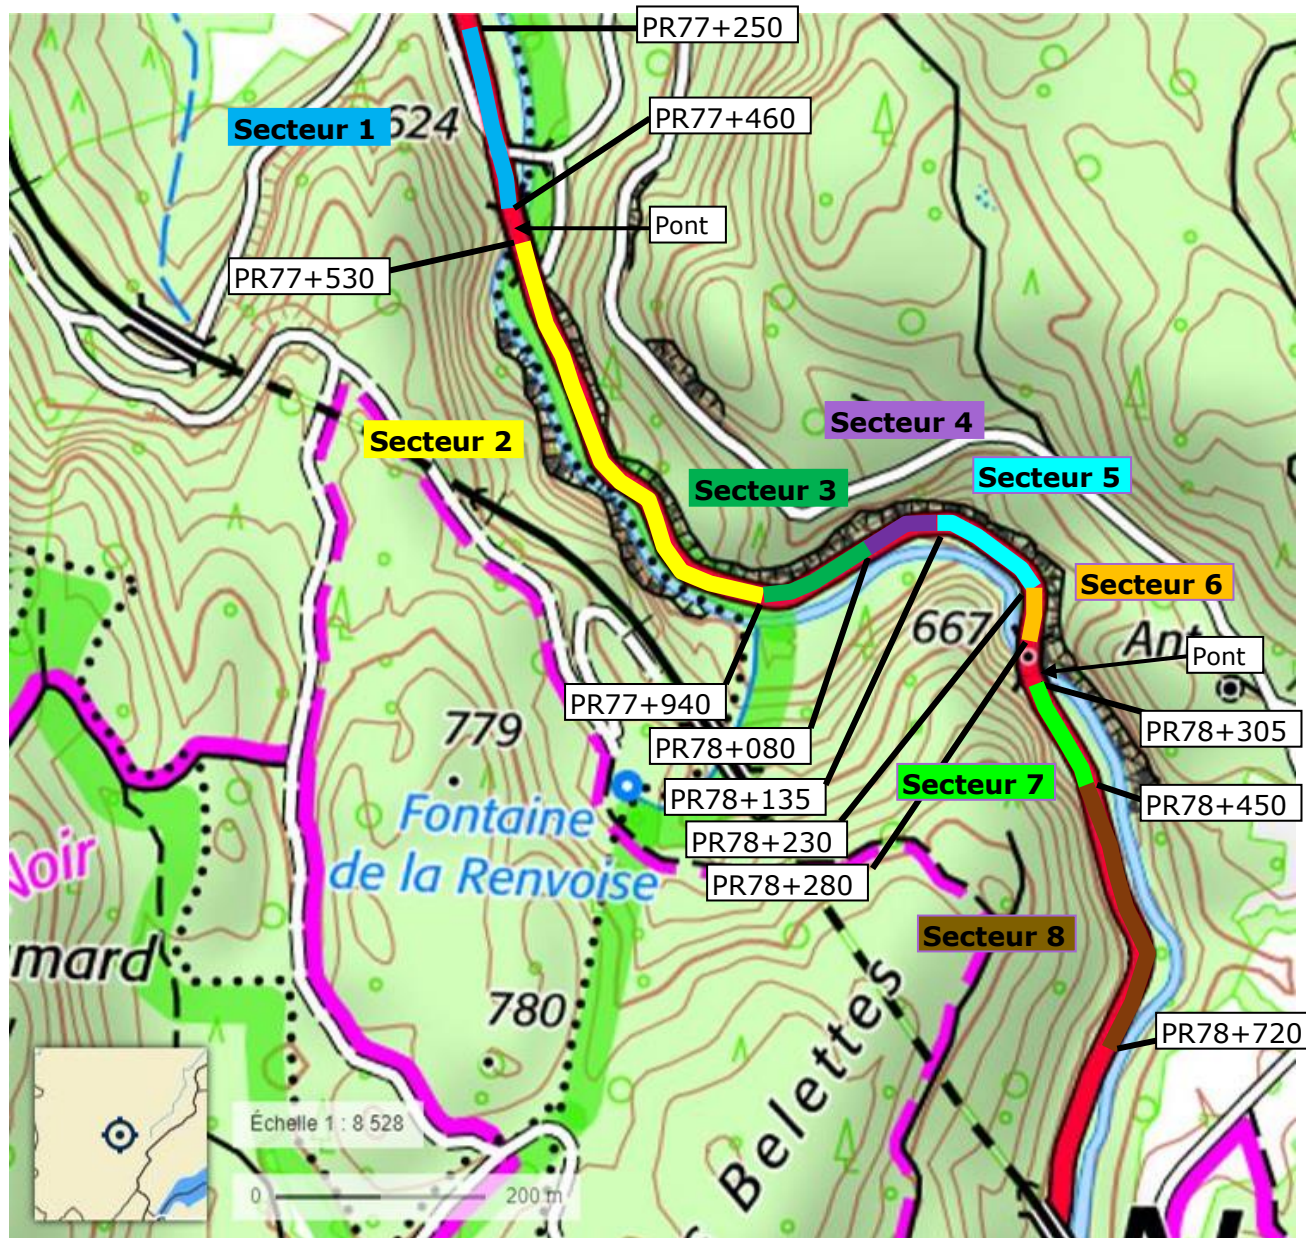 PR77+250
Secteur 1
624
PR77+460
Pont
PR77+530
Secteur 4
Secteur 2
Secteur 5
Secteur 3
Secteur 6
667
Ant
Pont
PR77+940
779
PR78+080
PR78+305
Secteur 7
PR78+135
PR78+450
Fontaine
de la Renvoise
PR78+230
PR78+280
Noir
Secteur 8
mard
780
Belettes
PR78+720
Échelle 1 : 8 528
0 200 m